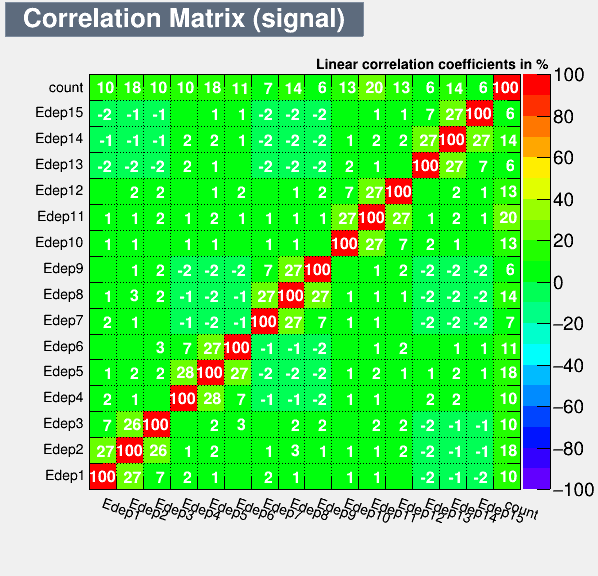 Correlation Matrix (signal)
Linear correlation coefficients in %
count 10 18 10 10 18 11 7 14 6 13 20 13 6 14 6 100 100
Edep15 -2 -1 -1 1 1 -2 -2 -2 1 1 7 27 100 6 80
Edep14 -1 -1 -1 2 2 1 -2 -2 -2 1 2 2 27 100 27 14
Edep13 -2 -2 -2 2 1 -2 -2 -2 2 1 100 27 7 6 60
Edep12 2 2 1 2 1 2 7 27 100 2 1 13 40
Edep11 1 1 2 1 2 1 1 1 1 27 100 27 1 2 1 20
Edep10 1 1 1 1 1 1 100 27 7 2 1 13 20
Edep9 1 2 -2 -2 -2 7 27 100 1 2 -2 -2 -2 6 0
Edep8 1 3 2 -1 -2 -1 27 100 27 1 1 1 -2 -2 -2 14
Edep7 2 1 -1 -2 -1 100 27 7 1 1 -2 -2 -2 7 −20
Edep6 3 7 27 100 -1 -1 -2 1 2 1 1 11 −40
Edep5 1 2 2 28 100 27 -2 -2 -2 1 2 1 1 2 1 18
Edep4 2 1 100 28 7 -1 -1 -2 1 1 2 2 10 −60
Edep3 7 26 100 2 3 2 2 2 -2 -1 -1 10
Edep2 27 100 26 1 2 1 3 1 1 1 2 -2 -1 -1 18 −80
Edep1 100 27 7 2 1 2 1 1 1 -2 -1 -2 10 −100
Edep1 Edep2 Edep3 Edep4 Edep5 Edep6 Edep7 Edep8 Edep9 Edep10 Edep11 Edep12 Edep13 Edep14 Edep15 count